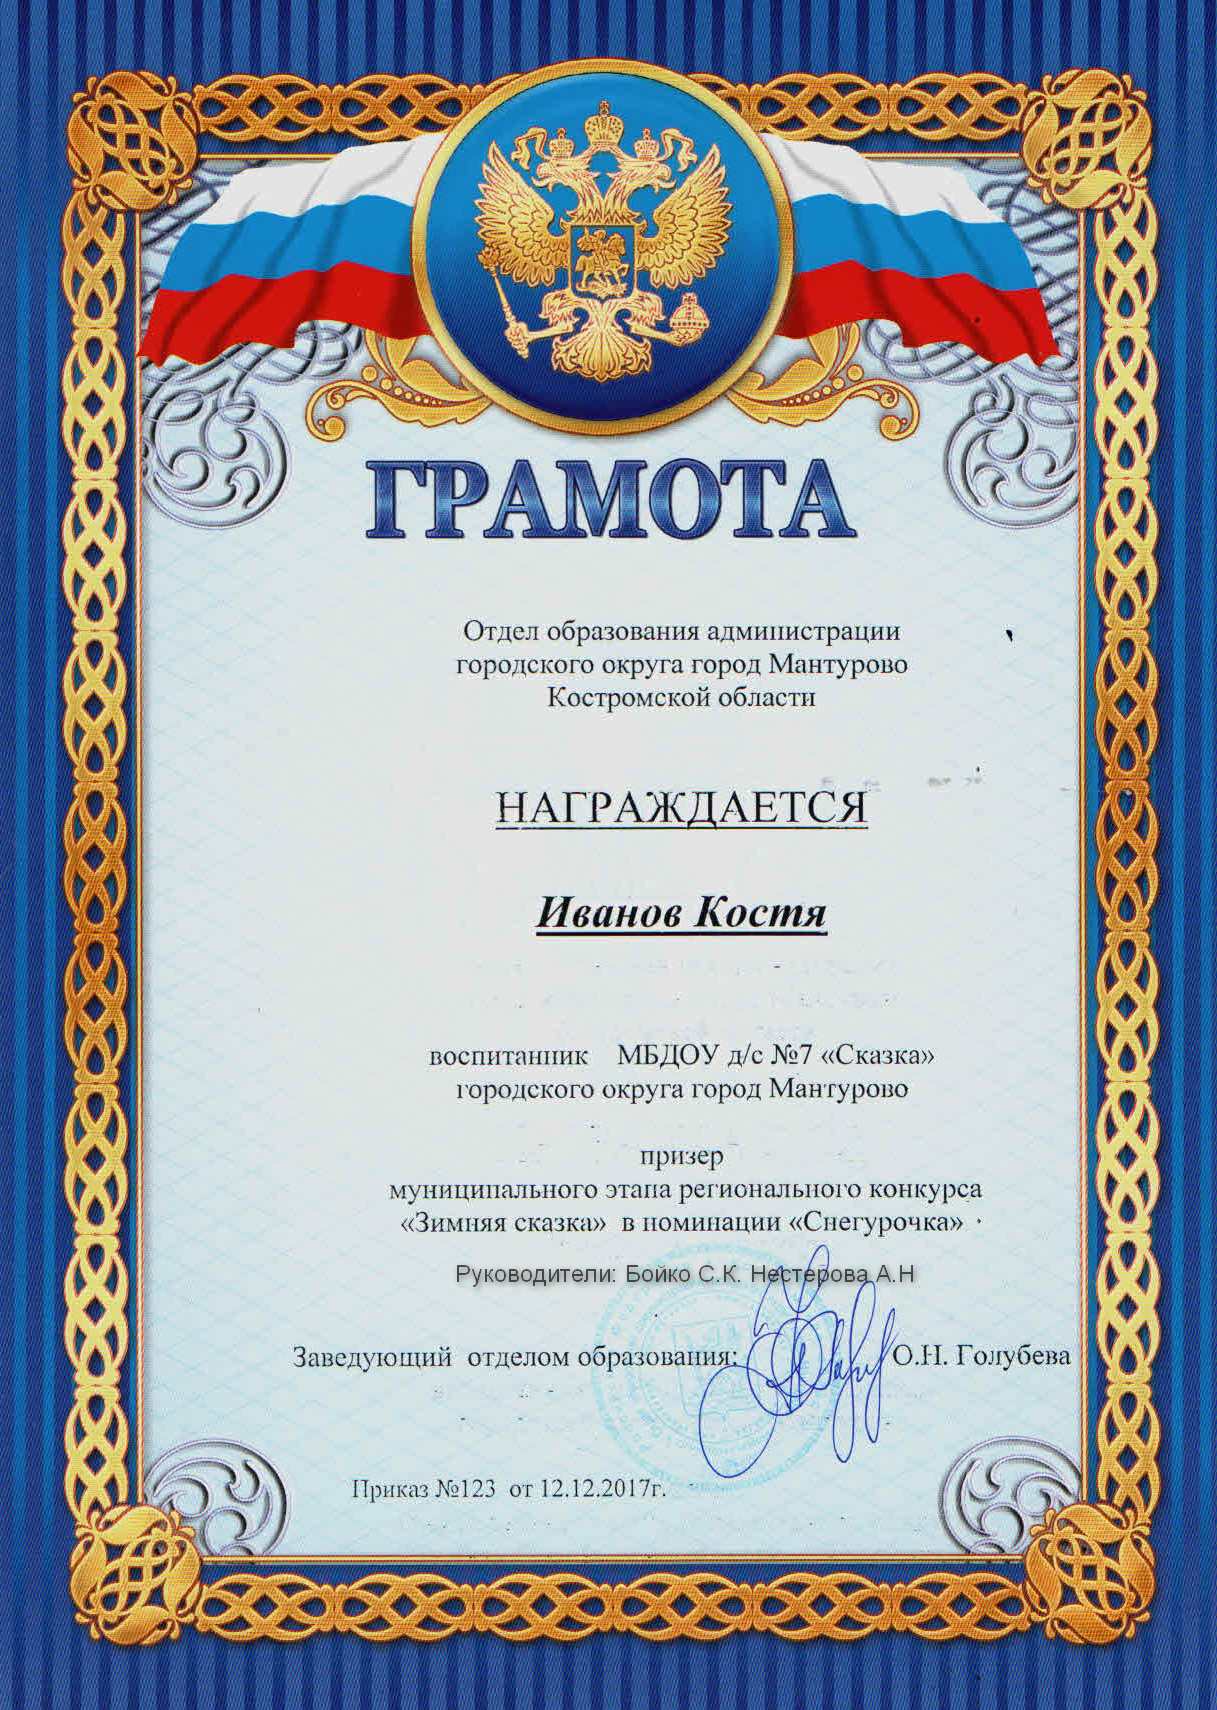 ГРАМОТА
Отдел образования администрации
городского округа город Мантурово
Костромской области
НАГРАЖДАЕТСЯ
Иванов Костя
воспитанник МБДОУ д/с №7 «Сказка»
городского округа город Мантурово
призер
муниципального этапа регионального конкурса
«Зимняя сказка» в номинации «Снегурочка»
Руководители: Бойко С.К. Нестерова А.Н
Заведующий отделом образования: О.Н. Голубева
Приказ №123 от 12.12.2017г.